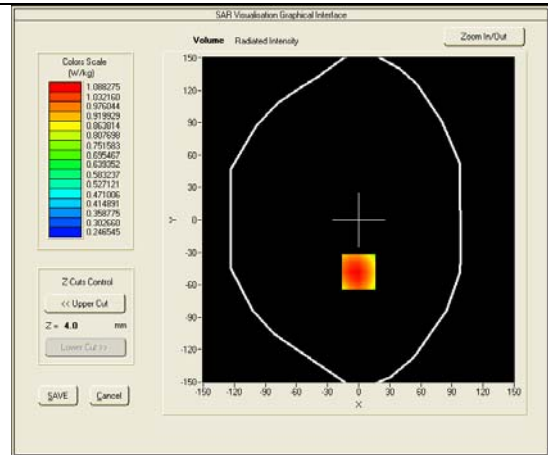 SAR Visualisation Graphical Interface
Volume Radiated Intensity
Zoom In/Out
Colors Scale
(W/kg)
1.088275
1.032160
0.976044
0.919929
0.863814
0.807698
0.751583
0.695467
0.639352
0.583237
0.527121
0.471006
0.414891
0.358775
0.302660
0.246545
Z Cuts Control
<< Upper Cut
Z = 4.0 mm
Lower Cut >>
SAVE
Cancel
150
120
90
60
30
0
-30
-60
-90
-120
-150
Y
-150 -120 -90 -60 -30 0 30 60 90 120 150
X